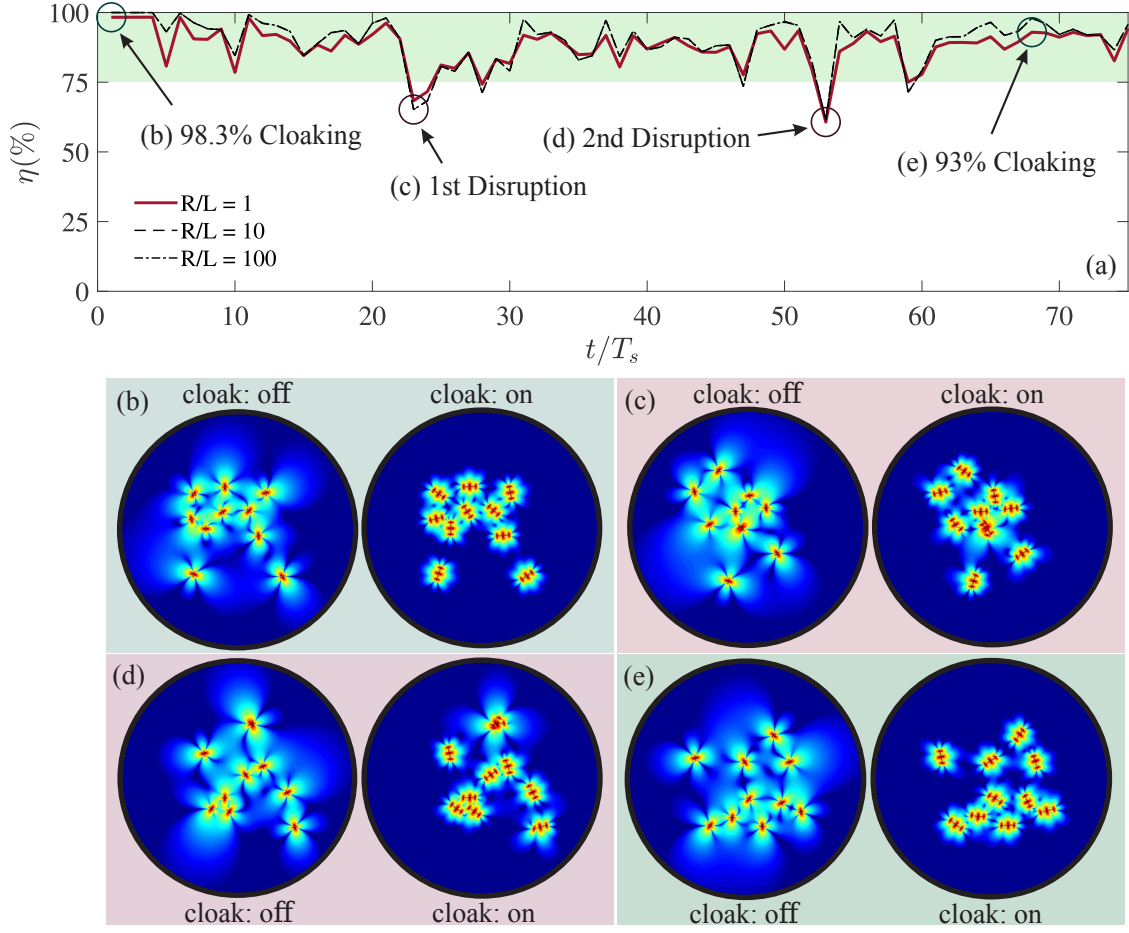 100
75
50
25
0
η(%)
(b) 98.3% Cloaking
(c) 1st Disruption
(d) 2nd Disruption
(e) 93% Cloaking
R/L = 1
R/L = 10
R/L = 100
(a)
0 10 20 30 40 50 60 70
t/Ts
(b) cloak: off cloak: on
(c) cloak: off cloak: on
(d)
cloak: off cloak: on
(e)
cloak: off cloak: on